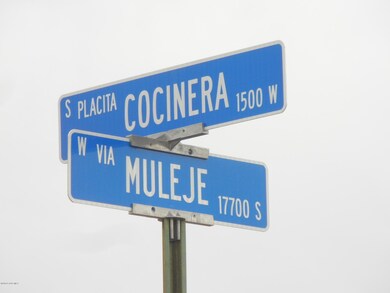 S PLACITA COCINERA 1500 W
W VIA MULEJE 17700 S